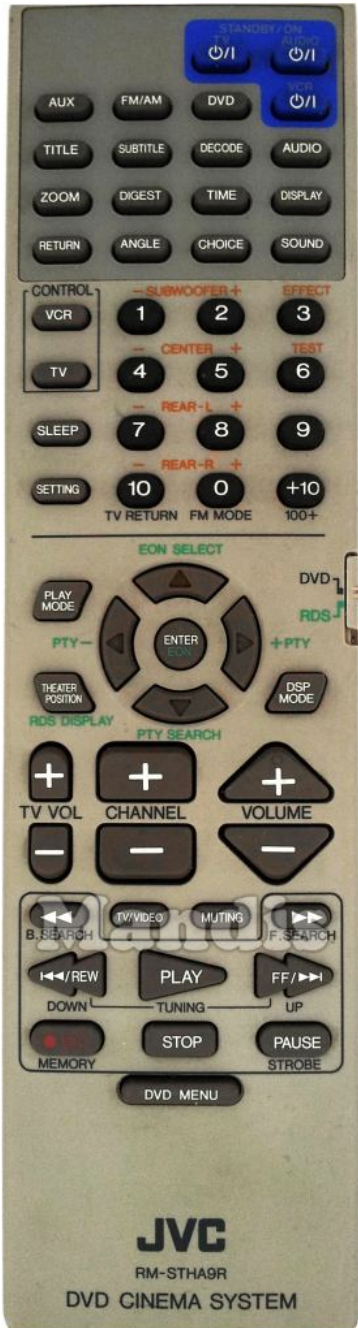 STANDBY/ON
TV AUDIO
⏻/I ⏻/I
VCR
AUX FM/AM DVD ⏻/I
TITLE SUBTITLE DECODE AUDIO
ZOOM DIGEST TIME DISPLAY
RETURN ANGLE CHOICE SOUND
CONTROL - SUBWOOFER + EFFECT
VCR 1 2 3
- CENTER + TEST
TV 4 5 6
- REAR-L +
SLEEP 7 8 9
- REAR-R +
SETTING 10 0 +10
TV RETURN FM MODE 100+
EON SELECT
DVD
PLAY
MODE
RDS
PTY - ENTER + PTY
EON
THEATER
POSITION
DSP
MODE
RDS DISPLAY
PTY SEARCH
+ + +
TV VOL CHANNEL VOLUME
- - -
◀◀ TV/VIDEO MUTING ▶▶
B.SEARCH F.SEARCH
Mandis
I◀◀/REW PLAY FF/▶▶I
DOWN TUNING UP
STOP PAUSE
MEMORY STROBE
DVD MENU
JVC
RM-STHA9R
DVD CINEMA SYSTEM